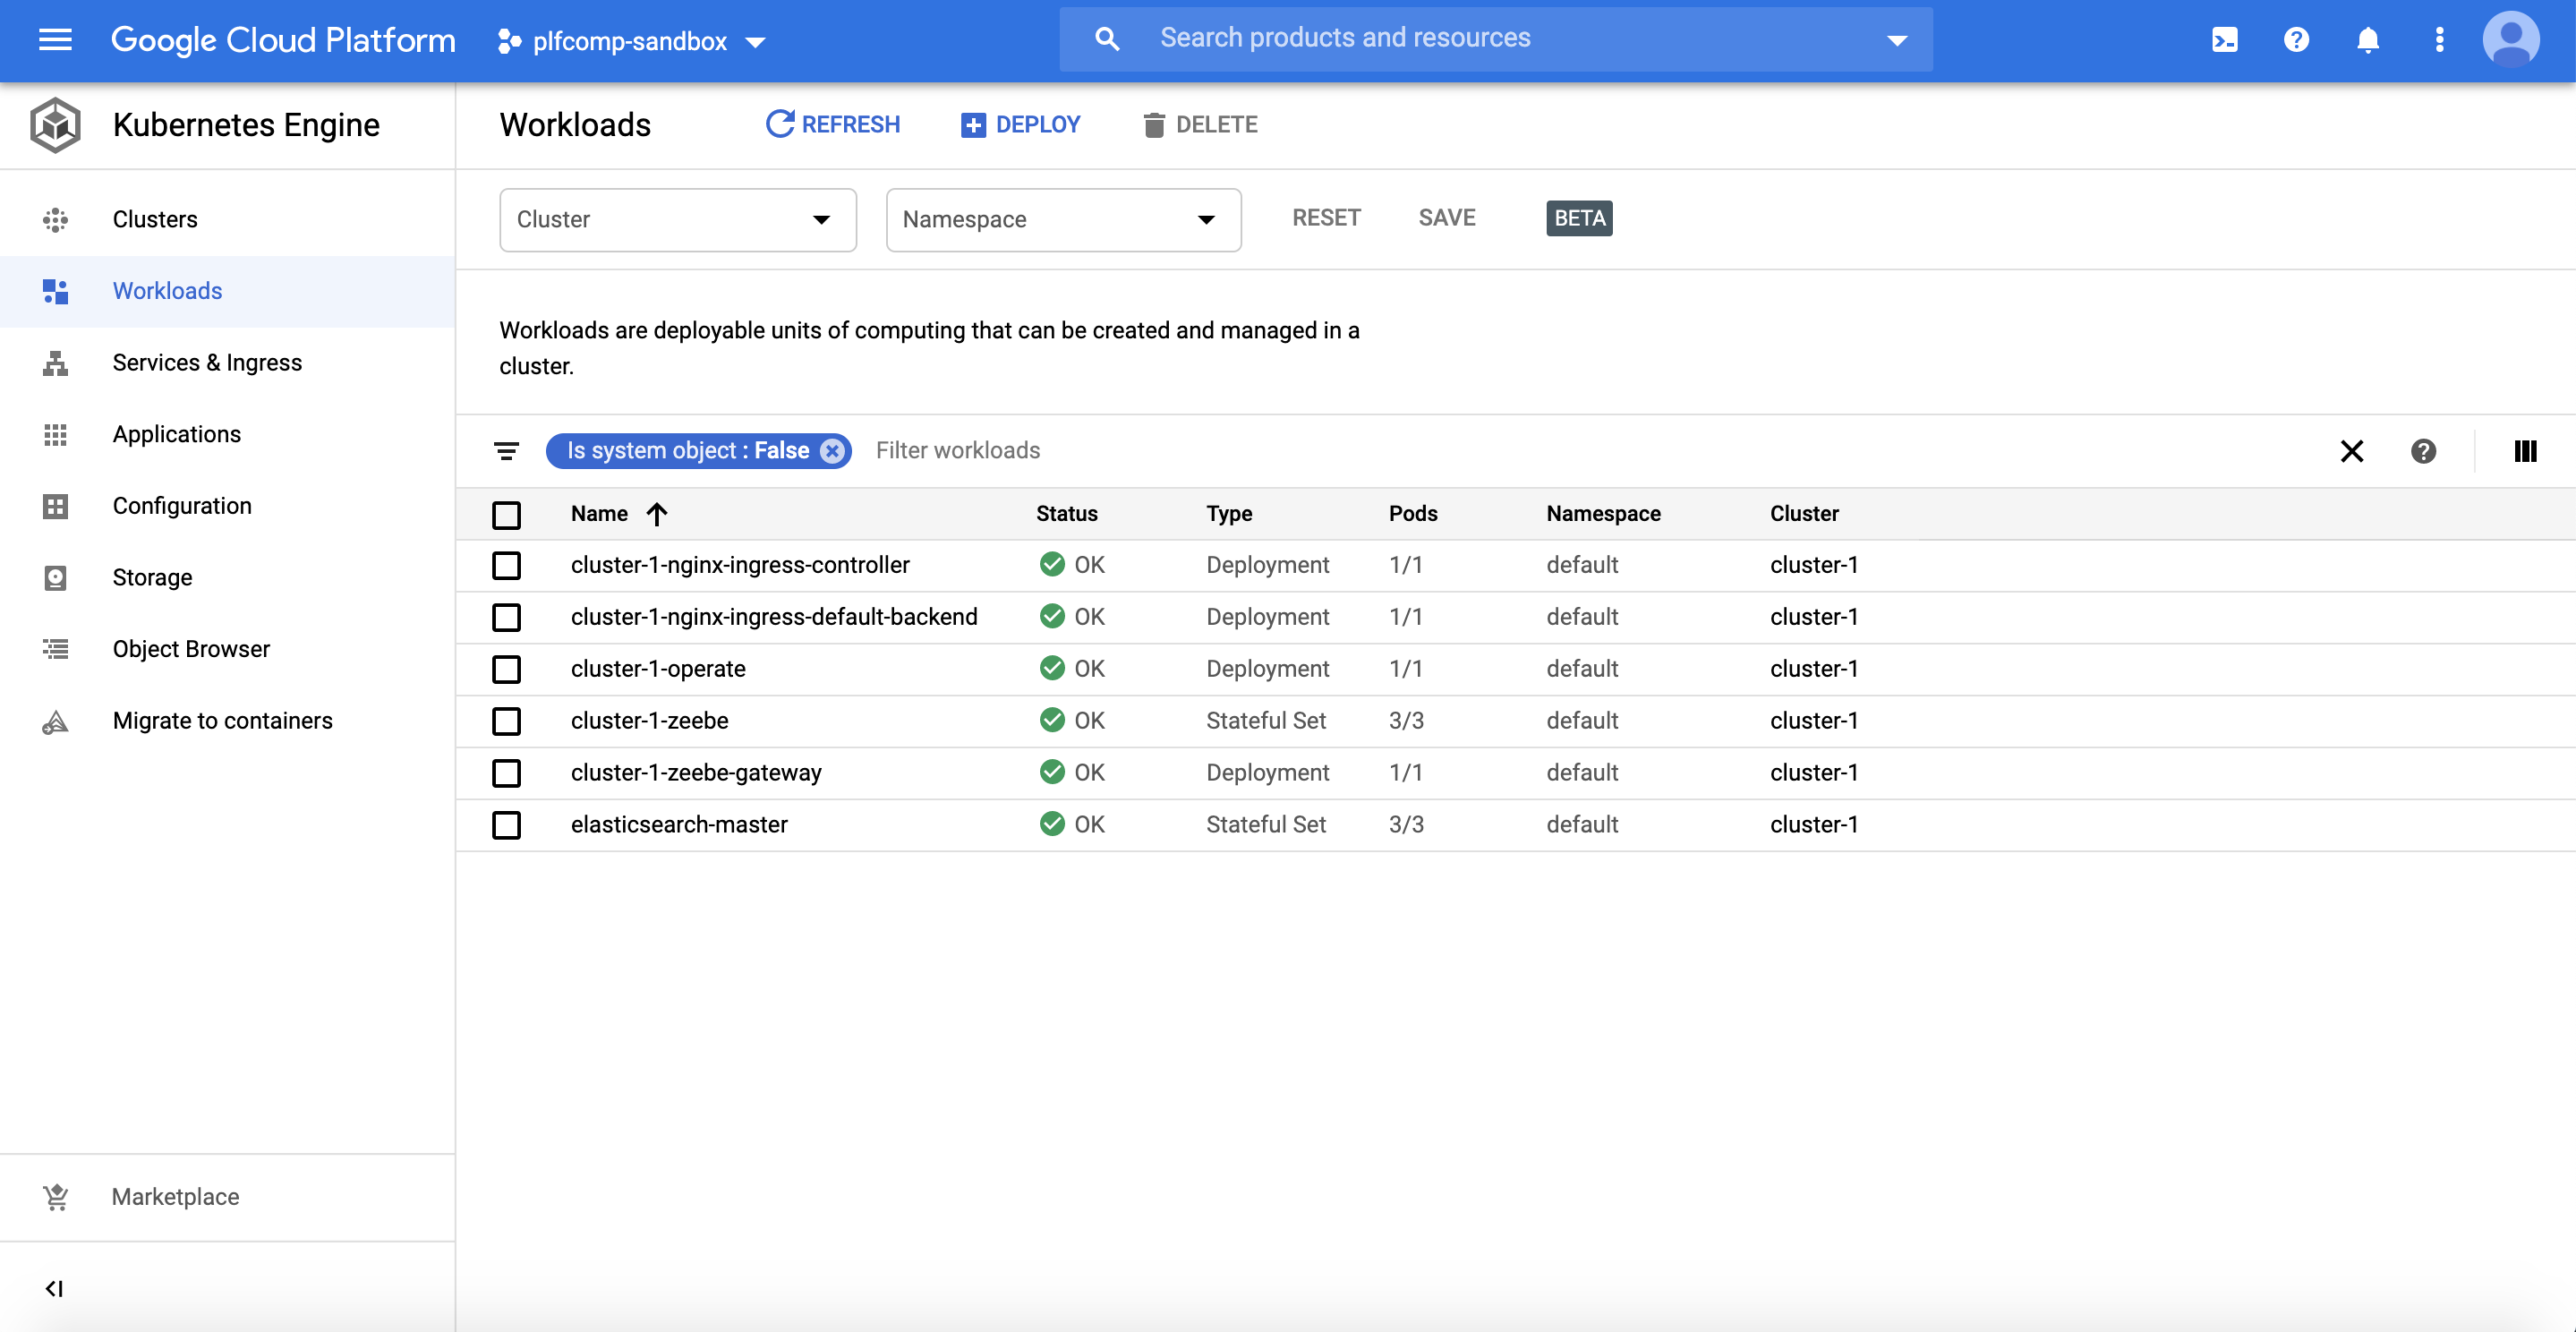 Google Cloud Platform plfcomp-sandbox Search products and resources
Kubernetes Engine
Clusters
Workloads
Services & Ingress
Applications
Configuration
Storage
Object Browser
Migrate to containers
Marketplace
Workloads REFRESH DEPLOY DELETE
Cluster Namespace RESET SAVE BETA
Workloads are deployable units of computing that can be created and managed in a
cluster.
Is system object : False Filter workloads
Name Status Type Pods Namespace Cluster
cluster-1-nginx-ingress-controller OK Deployment 1/1 default cluster-1
cluster-1-nginx-ingress-default-backend OK Deployment 1/1 default cluster-1
cluster-1-operate OK Deployment 1/1 default cluster-1
cluster-1-zeebe OK Stateful Set 3/3 default cluster-1
cluster-1-zeebe-gateway OK Deployment 1/1 default cluster-1
elasticsearch-master OK Stateful Set 3/3 default cluster-1